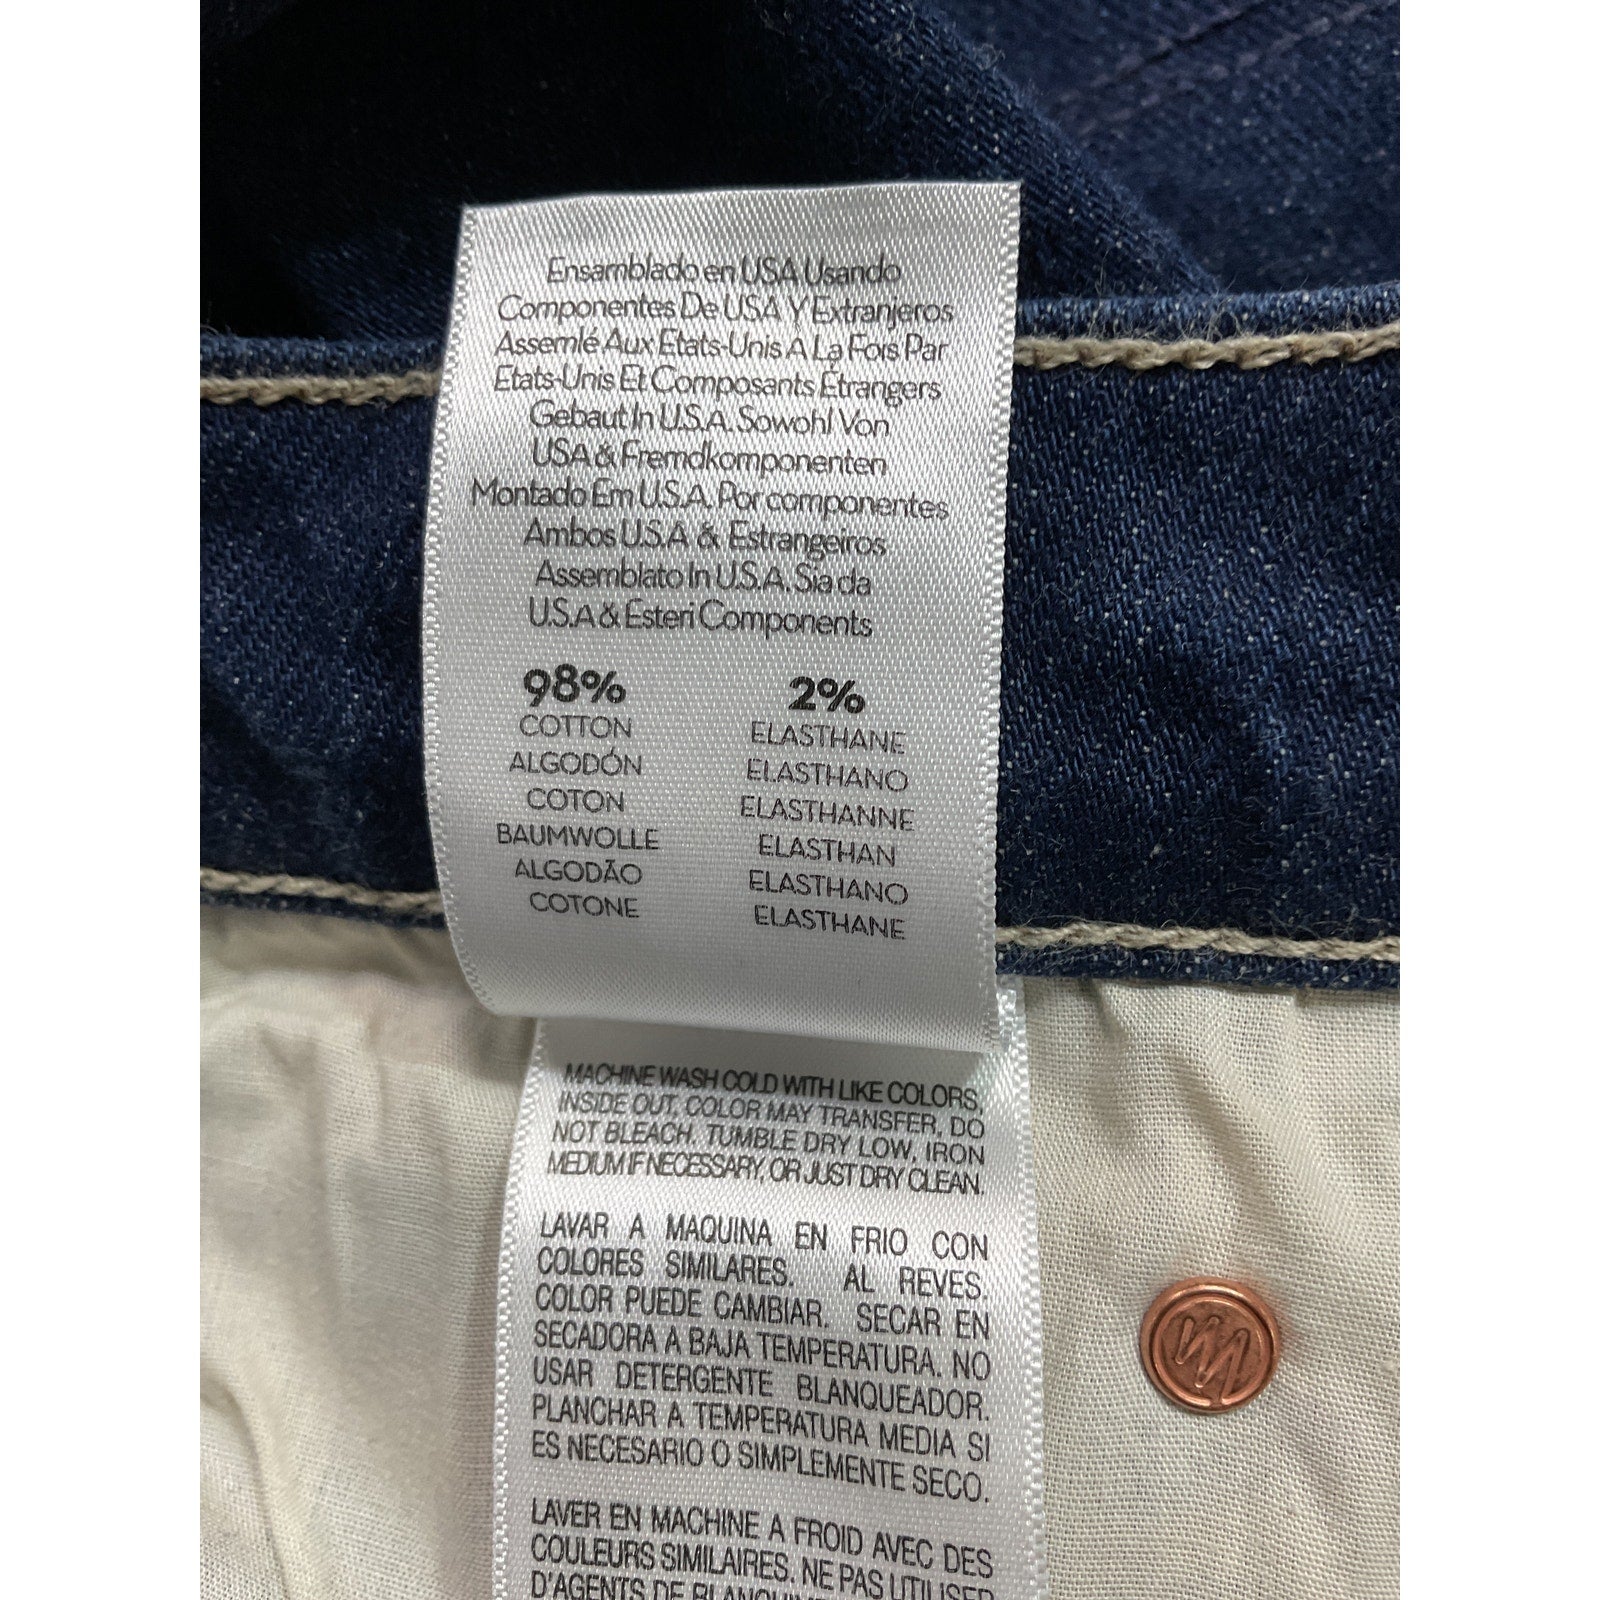 Ensamblado en USA Usando
Componentes De USA Y Extranjeros
Assemlé Aux Etats-Unis A La Fois Par
Etats-Unis Et Composants Étrangers
Gebaut In U.S.A. Sowohl Von
USA & Fremdkomponenten
Montado Em U.S.A. Por componentes
Ambos U.S.A & Estrangeiros
Assemblato In U.S.A. Sia da
U.S.A & Esteri Components
98% 2%
COTTON ELASTHANE
ALGODÓN ELASTHANO
COTON ELASTHANNE
BAUMWOLLE ELASTHAN
ALGODÃO ELASTHANO
COTONE ELASTHANE
MACHINE WASH COLD WITH LIKE COLORS,
INSIDE OUT, COLOR MAY TRANSFER, DO
NOT BLEACH. TUMBLE DRY LOW, IRON
MEDIUM IF NECESSARY, OR JUST DRY CLEAN.
LAVAR A MAQUINA EN FRIO CON
COLORES SIMILARES. AL REVES.
COLOR PUEDE CAMBIAR. SECAR EN
SECADORA A BAJA TEMPERATURA. NO
USAR DETERGENTE BLANQUEADOR.
PLANCHAR A TEMPERATURA MEDIA SI
ES NECESARIO O SIMPLEMENTE SECO.
LAVER EN MACHINE A FROID AVEC DES
COULEURS SIMILAIRES. NE PAS UTILISER
D'AGENTS DE